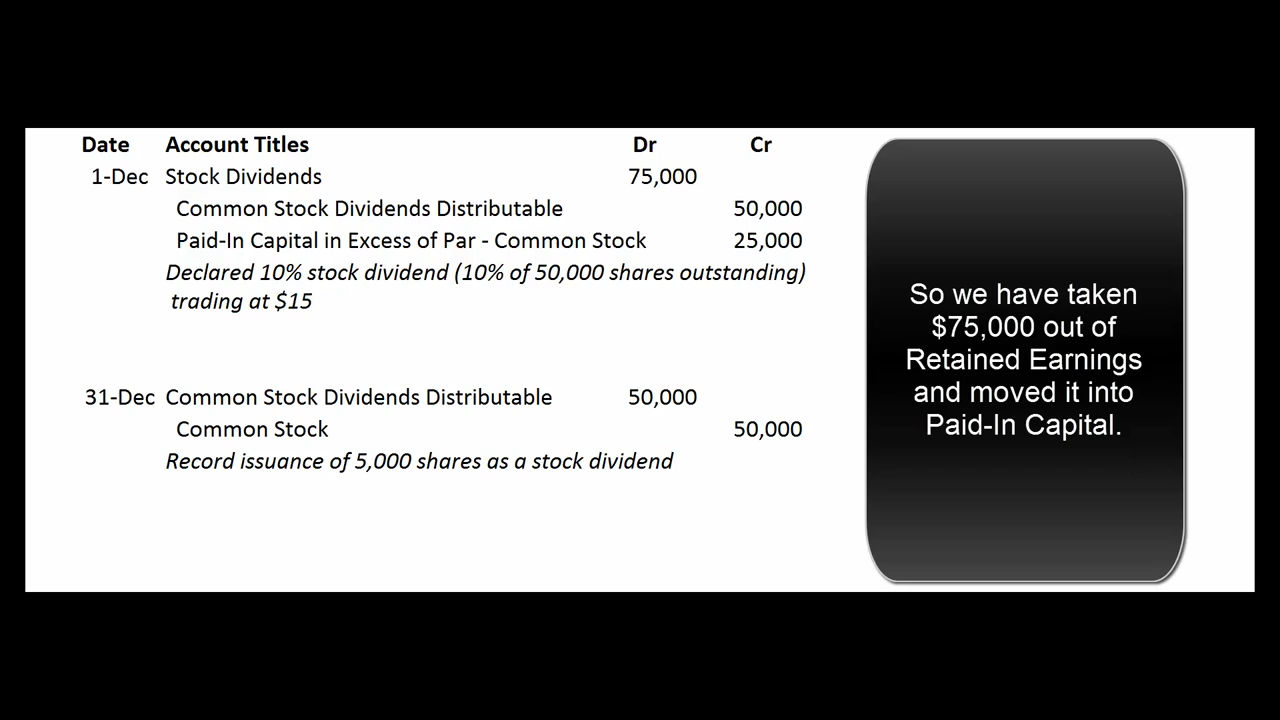 Date Account Titles Dr Cr
1-Dec Stock Dividends 75,000
Common Stock Dividends Distributable 50,000
Paid-In Capital in Excess of Par - Common Stock 25,000
Declared 10% stock dividend (10% of 50,000 shares outstanding)
trading at $15
31-Dec Common Stock Dividends Distributable 50,000
Common Stock 50,000
Record issuance of 5,000 shares as a stock dividend
So we have taken
$75,000 out of
Retained Earnings
and moved it into
Paid-In Capital.